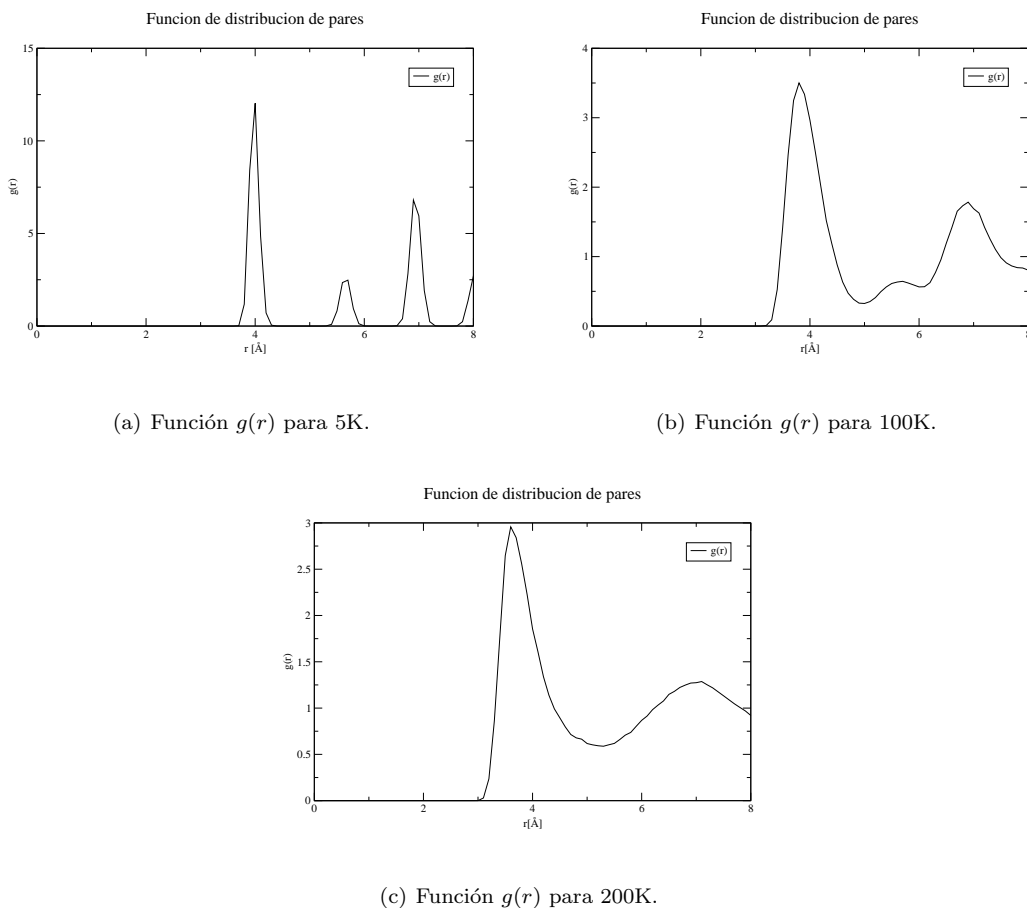 Funcion de distribucion de pares
15
10
5
0
g(r)
g(r)
0 2 4 6 8
r [Å]
(a) Función g(r) para 5K.
Funcion de distribucion de pares
4
3
2
1
0
g(r)
g(r)
0 2 4 6 8
r[Å]
(b) Función g(r) para 100K.
Funcion de distribucion de pares
3
2.5
2
1.5
1
0.5
0
g(r)
g(r)
0 2 4 6 8
r[Å]
(c) Función g(r) para 200K.